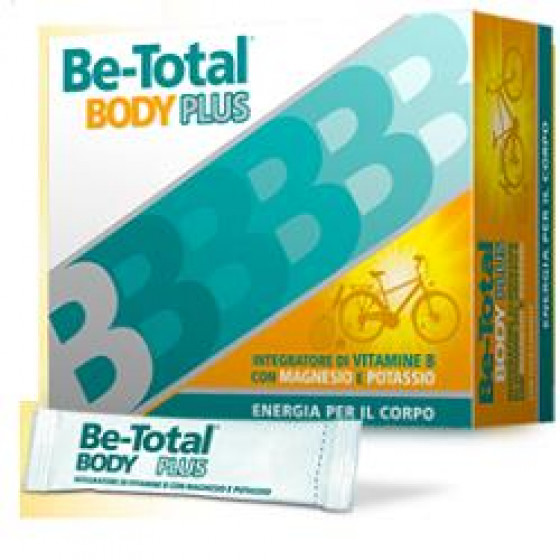 Be-Total®
BODY PLUS
INTEGRATORE DI VITAMINE B
CON MAGNESIO E POTASSIO
ENERGIA PER IL CORPO
Be-Total
BODY PLUS
ENERGIA PER IL CORPO
Be-Total®
BODY PLUS
INTEGRATORE DI VITAMINE B CON MAGNESIO E POTASSIO